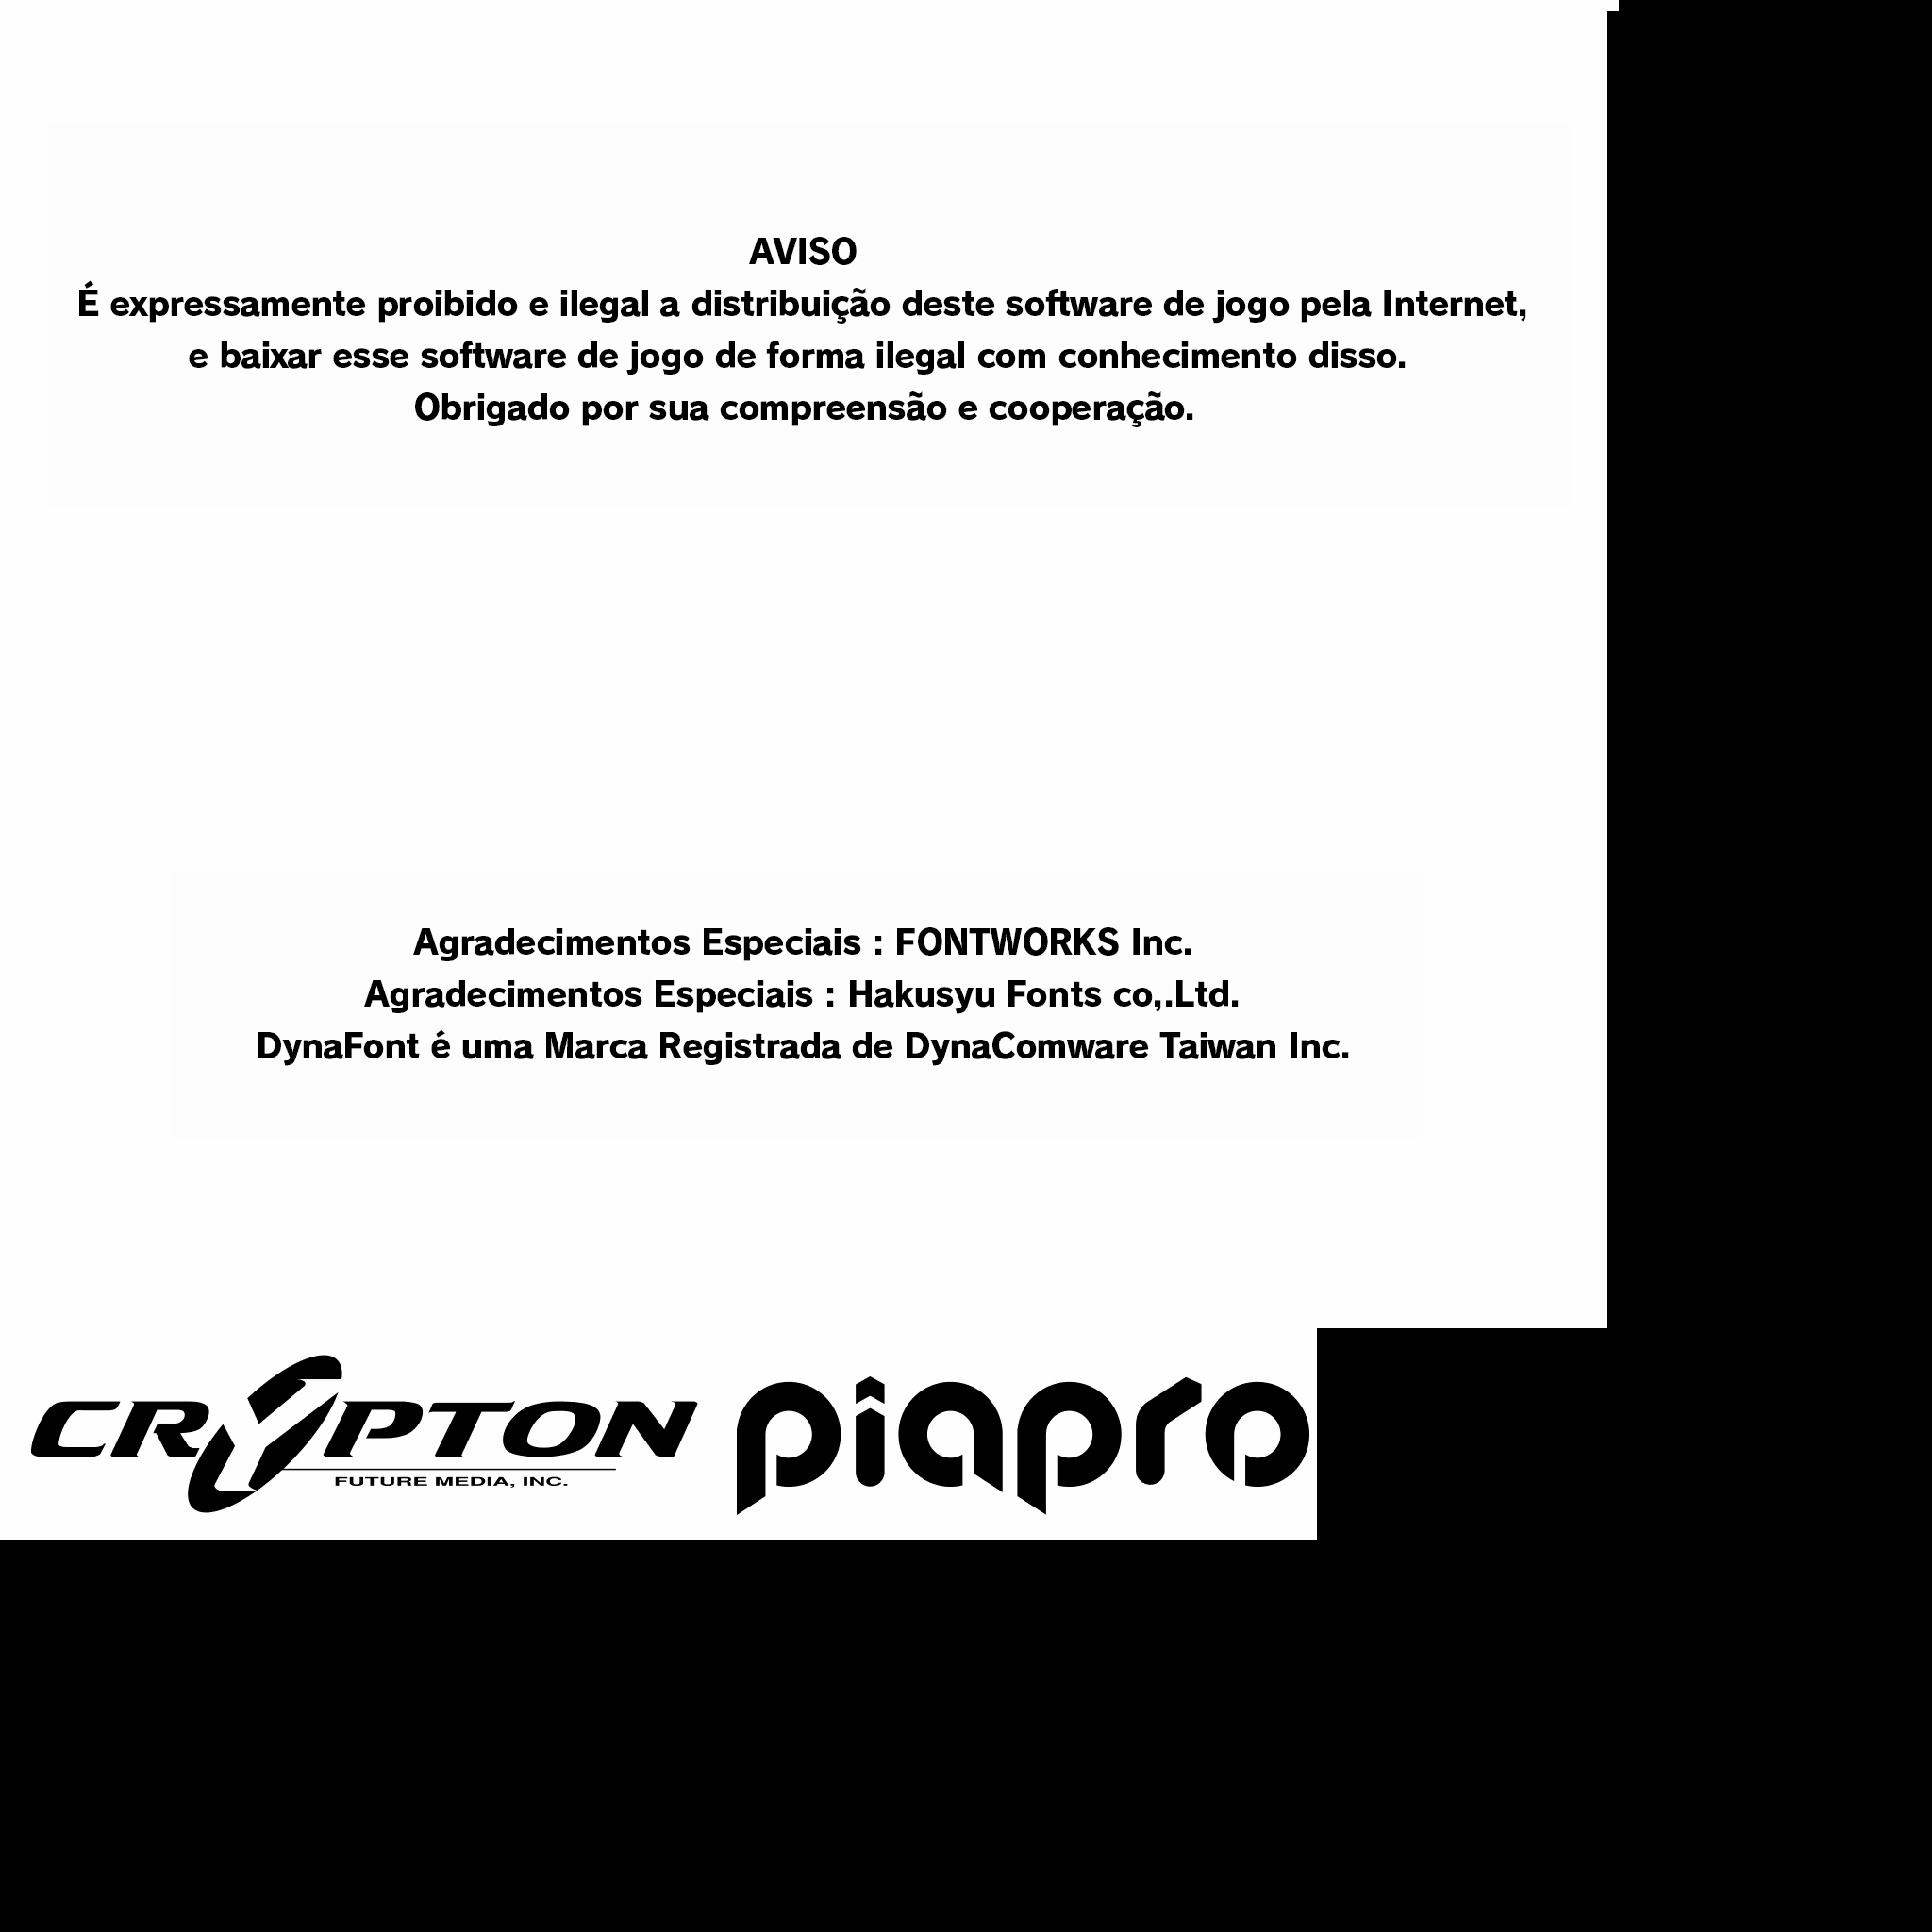 AVISO
É expressamente proibido e ilegal a distribuição deste software de jogo pela Internet,
e baixar esse software de jogo de forma ilegal com conhecimento disso.
Obrigado por sua compreensão e cooperação.
Agradecimentos Especiais : FONTWORKS Inc.
Agradecimentos Especiais : Hakusyu Fonts co,.Ltd.
DynaFont é uma Marca Registrada de DynaComware Taiwan Inc.
CRYPTON piapro
FUTURE MEDIA, INC.